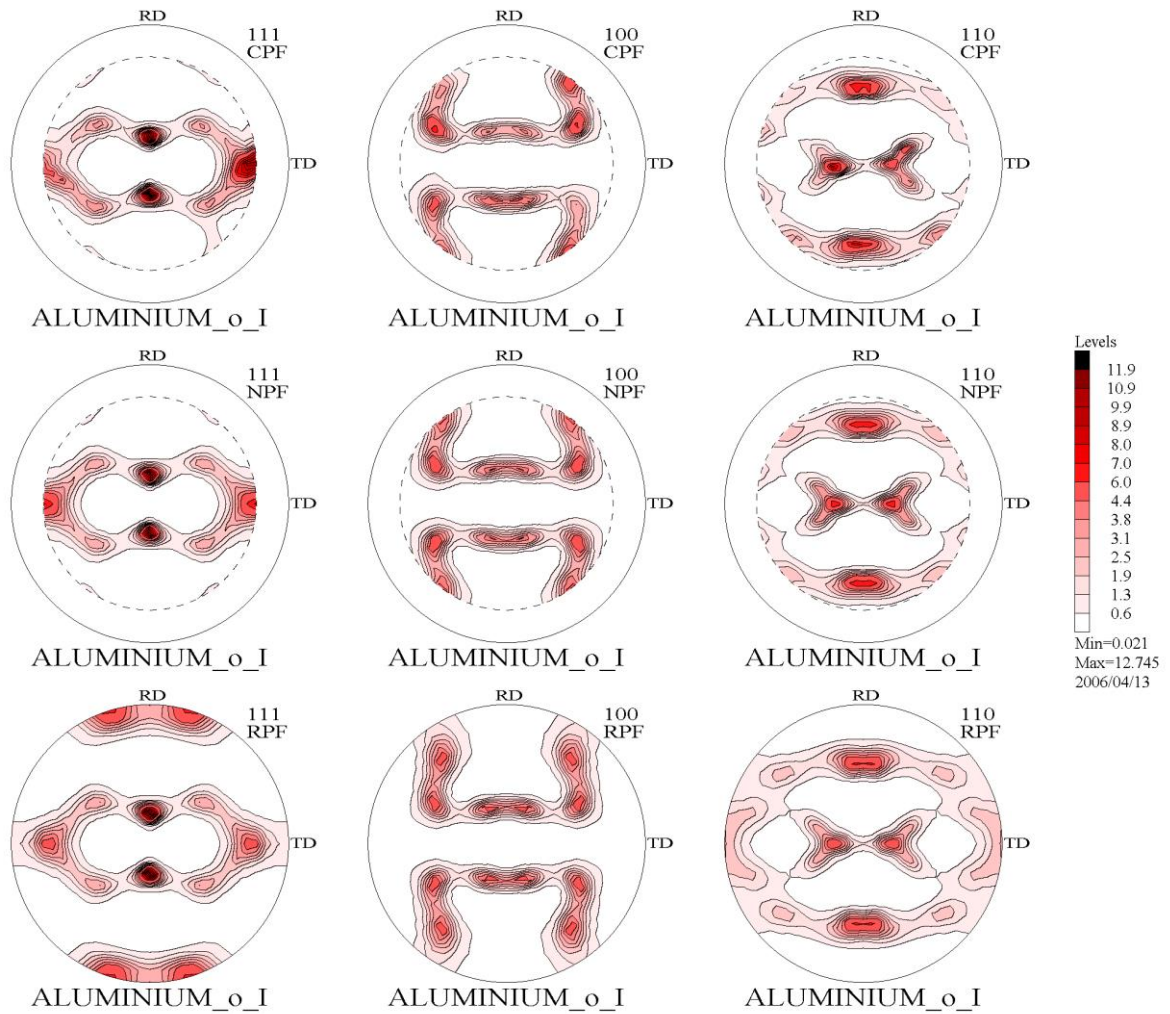 RD
111
CPF
TD
ALUMINIUM_o_I
RD
100
CPF
TD
ALUMINIUM_o_I
RD
110
CPF
TD
ALUMINIUM_o_I
RD
111
NPF
TD
ALUMINIUM_o_I
RD
100
NPF
TD
ALUMINIUM_o_I
RD
110
NPF
TD
ALUMINIUM_o_I
Levels
11.9
10.9
9.9
8.9
8.0
7.0
6.0
4.4
3.8
3.1
2.5
1.9
1.3
0.6
Min=0.021
Max=12.745
2006/04/13
RD
111
RPF
TD
ALUMINIUM_o_I
RD
100
RPF
TD
ALUMINIUM_o_I
RD
110
RPF
TD
ALUMINIUM_o_I